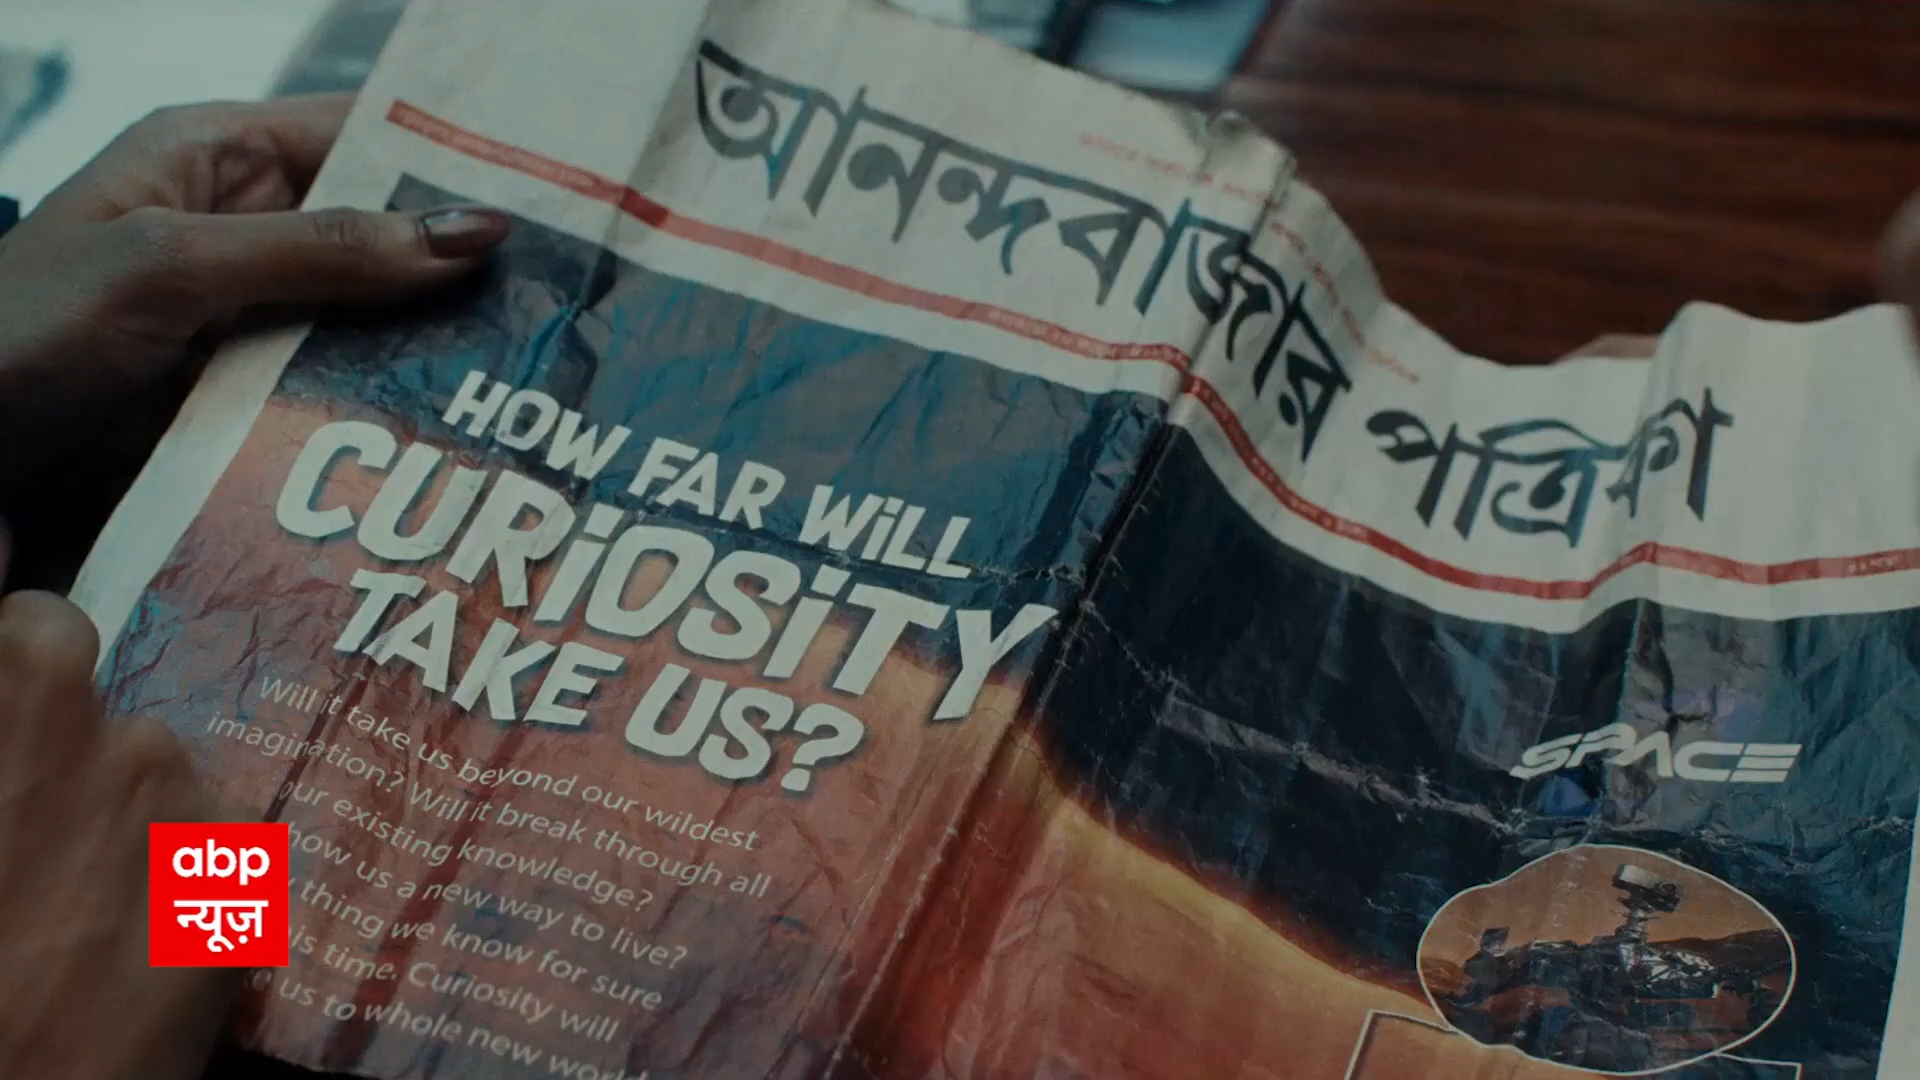 আনন্দবাজার পত্রিকা
HOW FAR WiLL
CURiOSiTY
TAKE US?
Will it take us beyond our wildest
imagination? Will it break through all
our existing knowledge?
how us a new way to live?
thing we know for sure
is time. Curiosity will
us to whole new world
SPACE
abp
न्यूज़